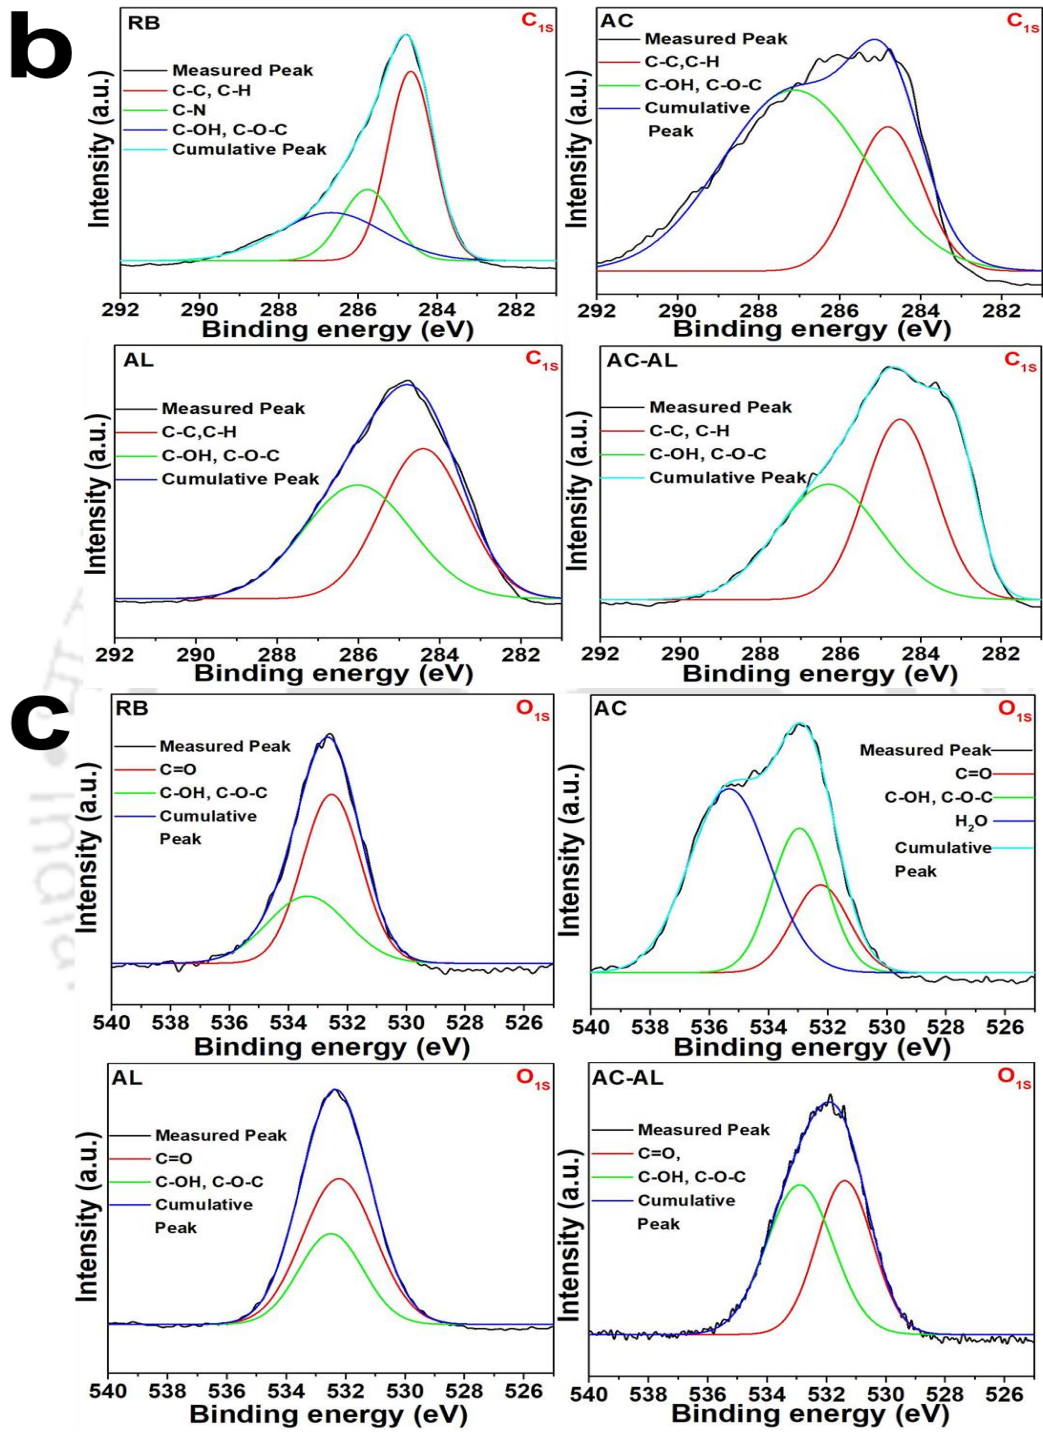 b
RB
C1S
Measured Peak
C-C, C-H
C-N
C-OH, C-O-C
Cumulative Peak
Intensity (a.u.)
292 290 288 286 284 282
Binding energy (eV)
AC
C1S
Measured Peak
C-C,C-H
C-OH, C-O-C
Cumulative
Peak
Intensity (a.u.)
292 290 288 286 284 282
Binding energy (eV)
AL
C1S
Measured Peak
C-C,C-H
C-OH, C-O-C
Cumulative Peak
Intensity (a.u.)
292 290 288 286 284 282
Binding energy (eV)
AC-AL
C1S
Measured Peak
C-C, C-H
C-OH, C-O-C
Cumulative Peak
Intensity (a.u.)
292 290 288 286 284 282
Binding energy (eV)
c
RB
O1S
Measured Peak
C=O
C-OH, C-O-C
Cumulative
Peak
Intensity (a.u.)
540 538 536 534 532 530 528 526
Binding energy (eV)
AC
O1S
Measured Peak
C=O
C-OH, C-O-C
H2O
Cumulative
Peak
Intensity (a.u.)
540 538 536 534 532 530 528 526
Binding energy (eV)
AL
O1S
Measured Peak
C=O
C-OH, C-O-C
Cumulative
Peak
Intensity (a.u.)
540 538 536 534 532 530 528 526
Binding energy (eV)
AC-AL
O1S
Measured Peak
C=O,
C-OH, C-O-C
Cumulative
Peak
Intensity (a.u.)
540 538 536 534 532 530 528 526
Binding energy (eV)